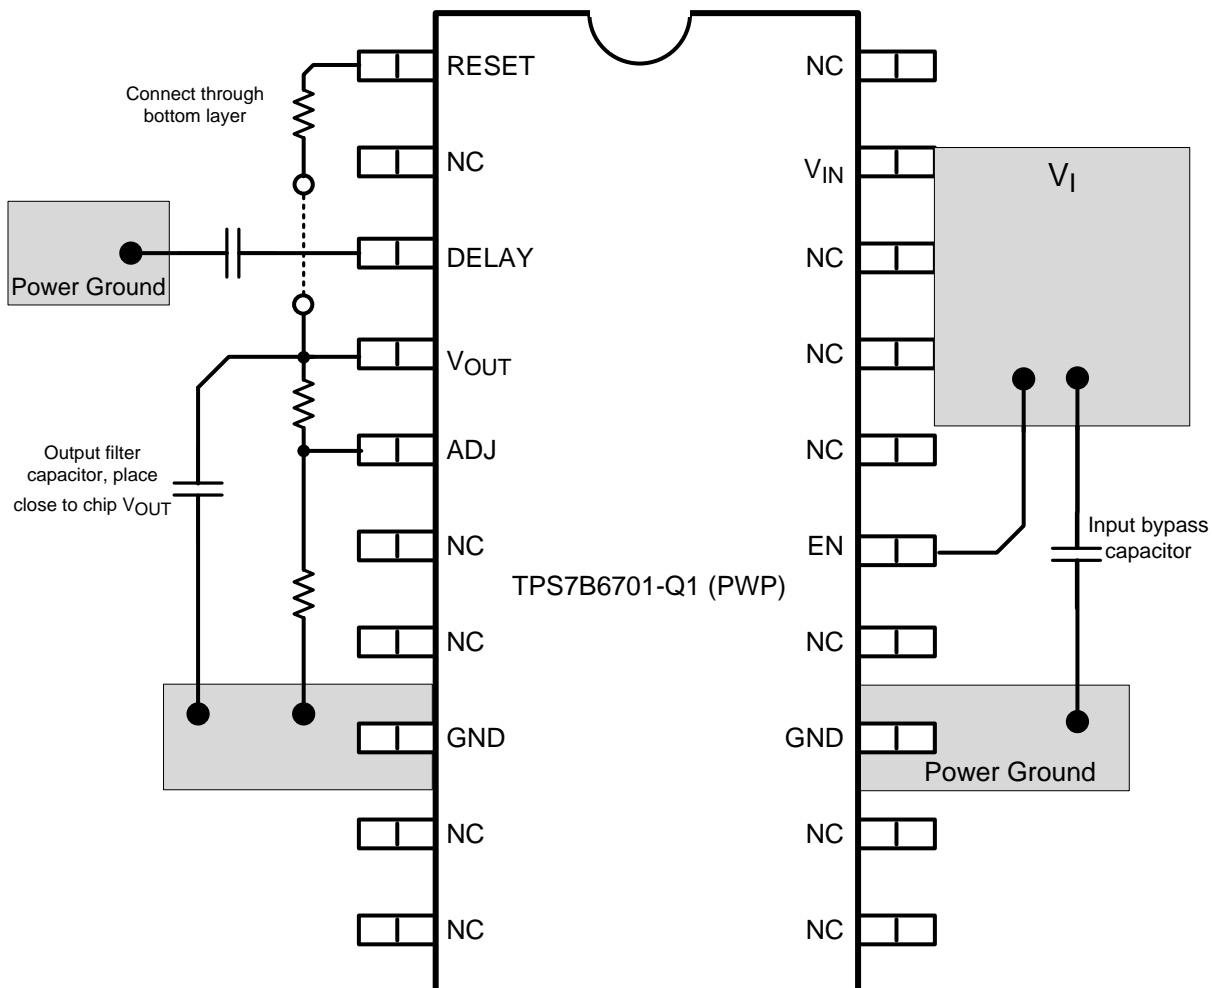 RESET
NC
Connect through
bottom layer
NC
V_IN
V_I
DELAY
NC
Power Ground
V_OUT
NC
Output filter
capacitor, place
close to chip V_OUT
ADJ
NC
NC
EN
Input bypass
capacitor
TPS7B6701-Q1 (PWP)
NC
NC
GND
GND
Power Ground
NC
NC
NC
NC